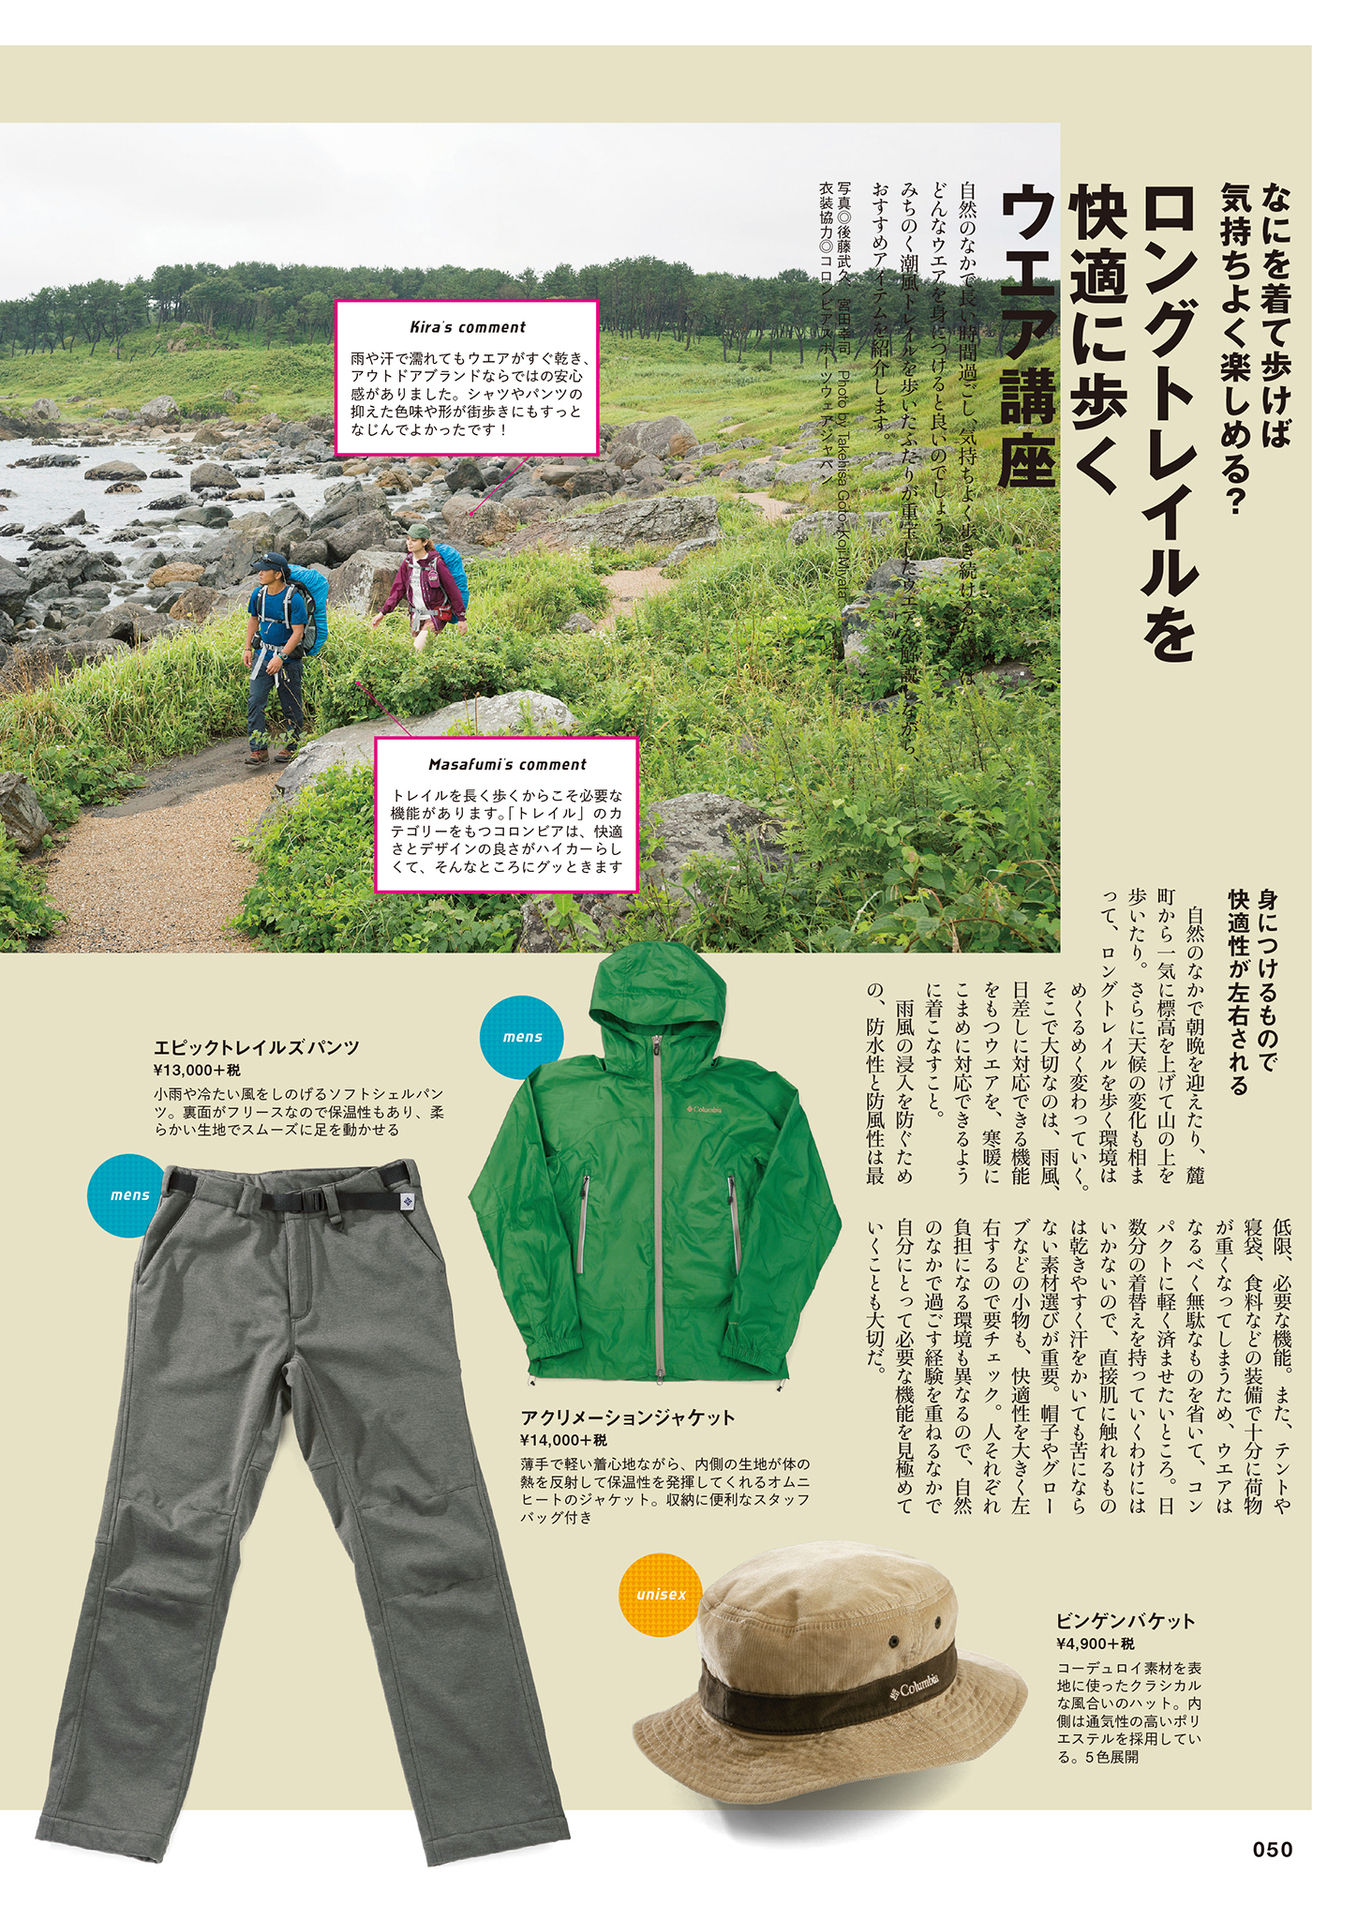 なにを着て歩けば
気持ちよく楽しめる?
ロングトレイルを
快適に歩く
ウエア講座
自然のなかで長い時間過ごし、気持ちよく歩き続けるためには
どんなウエアを身につけると良いのでしょう。
みちのく潮風トレイルを歩いたふたりが重宝したウエアを解説しながら、
おすすめアイテムを紹介します。
写真◎後藤武久、宮田幸司 Photo by Takehisa Goto, Koji Miyata
衣装協力◎コロンビアスポーツウェアジャパン
Kira's comment
雨や汗で濡れてもウエアがすぐ乾き、
アウトドアブランドならではの安心
感がありました。シャツやパンツの
抑えた色味や形が街歩きにもすっと
なじんでよかったです!
Masafumi's comment
トレイルを長く歩くからこそ必要な
機能があります。「トレイル」のカ
テゴリーをもつコロンビアは、快適
さとデザインの良さがハイカーらし
くて、そんなところにグッときます
身につけるもので
快適性が左右される
自然のなかで朝晩を迎えたり、麓
町から一気に標高を上げて山の上を
歩いたり。さらに天候の変化も相ま
って、ロングトレイルを歩く環境は
めくるめく変わっていく。
そこで大切なのは、雨風、
日差しに対応できる機能
をもつウエアを、寒暖に
こまめに対応できるよう
に着こなすこと。
雨風の浸入を防ぐため
の、防水性と防風性は最
低限、必要な機能。また、テントや
寝袋、食料などの装備で十分に荷物
が重くなってしまうため、ウエアは
なるべく無駄なものを省いて、コン
パクトに軽く済ませたいところ。日
数分の着替えを持っていくわけには
いかないので、直接肌に触れるもの
は乾きやすく汗をかいても苦になら
ない素材選びが重要。帽子やグロー
ブなどの小物も、快適性を大きく左
右するので要チェック。人それぞれ
負担になる環境も異なるので、自然
のなかで過ごす経験を重ねるなかで
自分にとって必要な機能を見極めて
いくことも大切だ。
mens
エピックトレイルズパンツ
¥13,000+税
小雨や冷たい風をしのげるソフトシェルパン
ツ。裏面がフリースなので保温性もあり、柔
らかい生地でスムーズに足を動かせる
mens
Columbia
アクリメーションジャケット
¥14,000+税
薄手で軽い着心地ながら、内側の生地が体の
熱を反射して保温性を発揮してくれるオムニ
ヒートのジャケット。収納に便利なスタッフ
バッグ付き
unisex
Columbia
ビンゲンバケット
¥4,900+税
コーデュロイ素材を表
地に使ったクラシカル
な風合いのハット。内
側は通気性の高いポリ
エステルを採用してい
る。5色展開
050